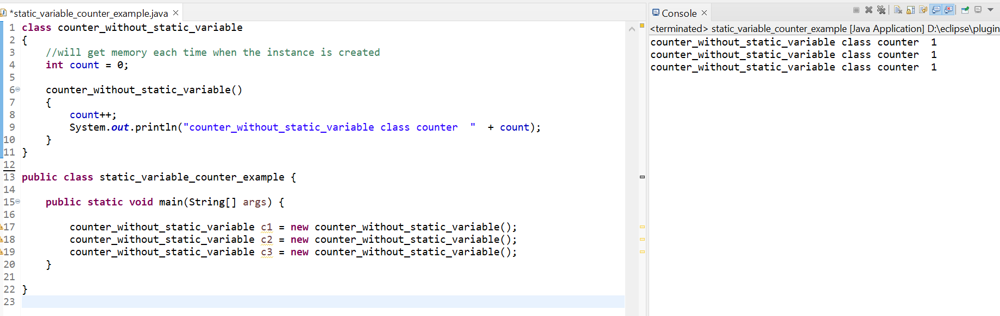 *static_variable_counter_example.java
1 class counter_without_static_variable
2 {
3     //will get memory each time when the instance is created
4     int count = 0;
5
6     counter_without_static_variable()
7     {
8         count++;
9         System.out.println("counter_without_static_variable class counter  "  + count);
10     }
11 }
12
13 public class static_variable_counter_example {
14
15     public static void main(String[] args) {
16
17         counter_without_static_variable c1 = new counter_without_static_variable();
18         counter_without_static_variable c2 = new counter_without_static_variable();
19         counter_without_static_variable c3 = new counter_without_static_variable();
20     }
21
22 }
23
Console
<terminated> static_variable_counter_example [Java Application] D:\eclipse\plugin
counter_without_static_variable class counter  1
counter_without_static_variable class counter  1
counter_without_static_variable class counter  1